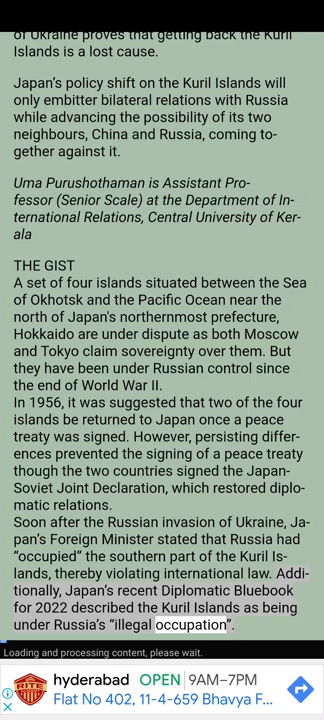 of Ukraine proves that getting back the Kuril
Islands is a lost cause.
Japan's policy shift on the Kuril Islands will
only embitter bilateral relations with Russia
while advancing the possibility of its two
neighbours, China and Russia, coming to-
gether against it.
Uma Purushothaman is Assistant Pro-
fessor (Senior Scale) at the Department of In-
ternational Relations, Central University of Ker-
ala
THE GIST
A set of four islands situated between the Sea
of Okhotsk and the Pacific Ocean near the
north of Japan's northernmost prefecture,
Hokkaido are under dispute as both Moscow
and Tokyo claim sovereignty over them. But
they have been under Russian control since
the end of World War II.
In 1956, it was suggested that two of the four
islands be returned to Japan once a peace
treaty was signed. However, persisting differ-
ences prevented the signing of a peace treaty
though the two countries signed the Japan-
Soviet Joint Declaration, which restored diplo-
matic relations.
Soon after the Russian invasion of Ukraine, Ja-
pan's Foreign Minister stated that Russia had
“occupied” the southern part of the Kuril Is-
lands, thereby violating international law. Addi-
tionally, Japan's recent Diplomatic Bluebook
for 2022 described the Kuril Islands as being
under Russia's “illegal occupation”.
Loading and processing content, please wait.
RITE
hyderabad OPEN 9AM–7PM
Flat No 402, 11-4-659 Bhavya F...